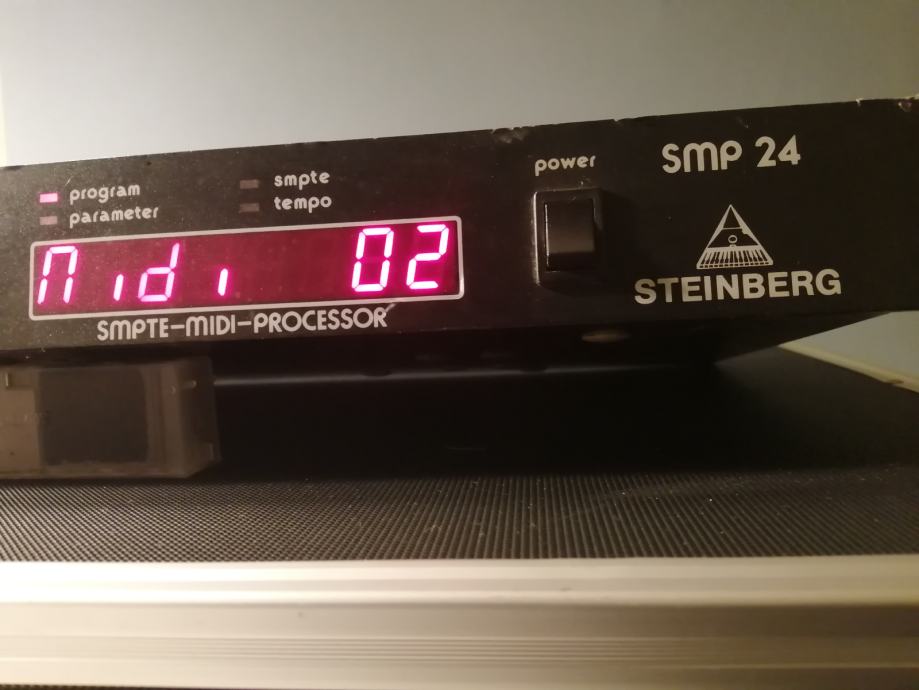 program
parameter
smpte
tempo
midi 02
SMPTE-MIDI-PROCESSOR
power
SMP 24
STEINBERG